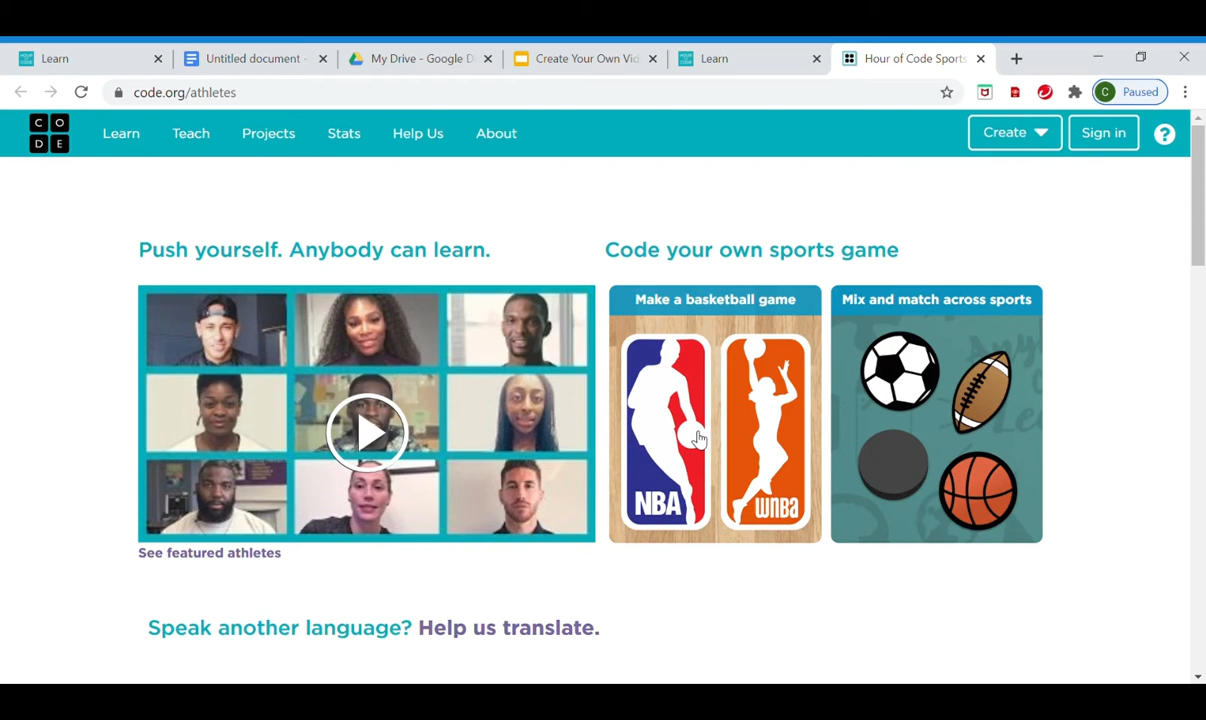 Learn
Untitled document -
My Drive - Google D
Create Your Own Vid
Learn
Hour of Code Sports
code.org/athletes
C
Paused
C O
D E
Learn
Teach
Projects
Stats
Help Us
About
Create
Sign in
?
Push yourself. Anybody can learn.
Code your own sports game
Make a basketball game
Mix and match across sports
NBA
WNBA
See featured athletes
Speak another language? Help us translate.